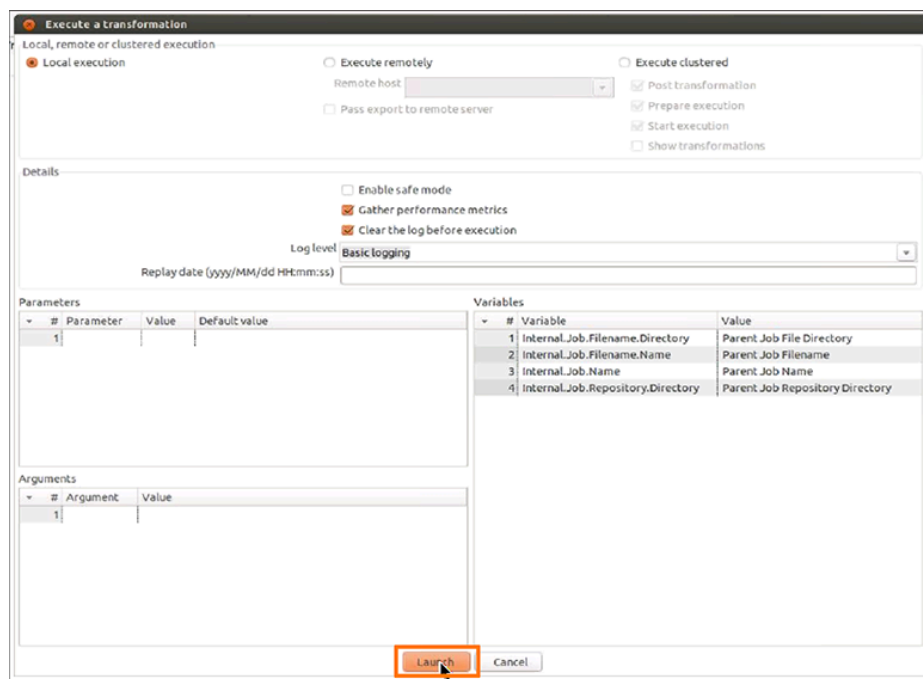 Execute a transformation
Local, remote or clustered execution
Local execution
Execute remotely
Execute clustered
Remote host
Post transformation
Pass export to remote server
Prepare execution
Start execution
Show transformations
Details
Enable safe mode
Gather performance metrics
Clear the log before execution
Log level Basic logging
Replay date (yyyy/MM/dd HH:mm:ss)
Parameters
# Parameter Value Default value
1
Variables
# Variable Value
1 Internal.Job.Filename.Directory Parent Job File Directory
2 Internal.Job.Filename.Name Parent Job Filename
3 Internal.Job.Name Parent Job Name
4 Internal.Job.Repository.Directory Parent Job Repository Directory
Arguments
# Argument Value
1
Launch Cancel